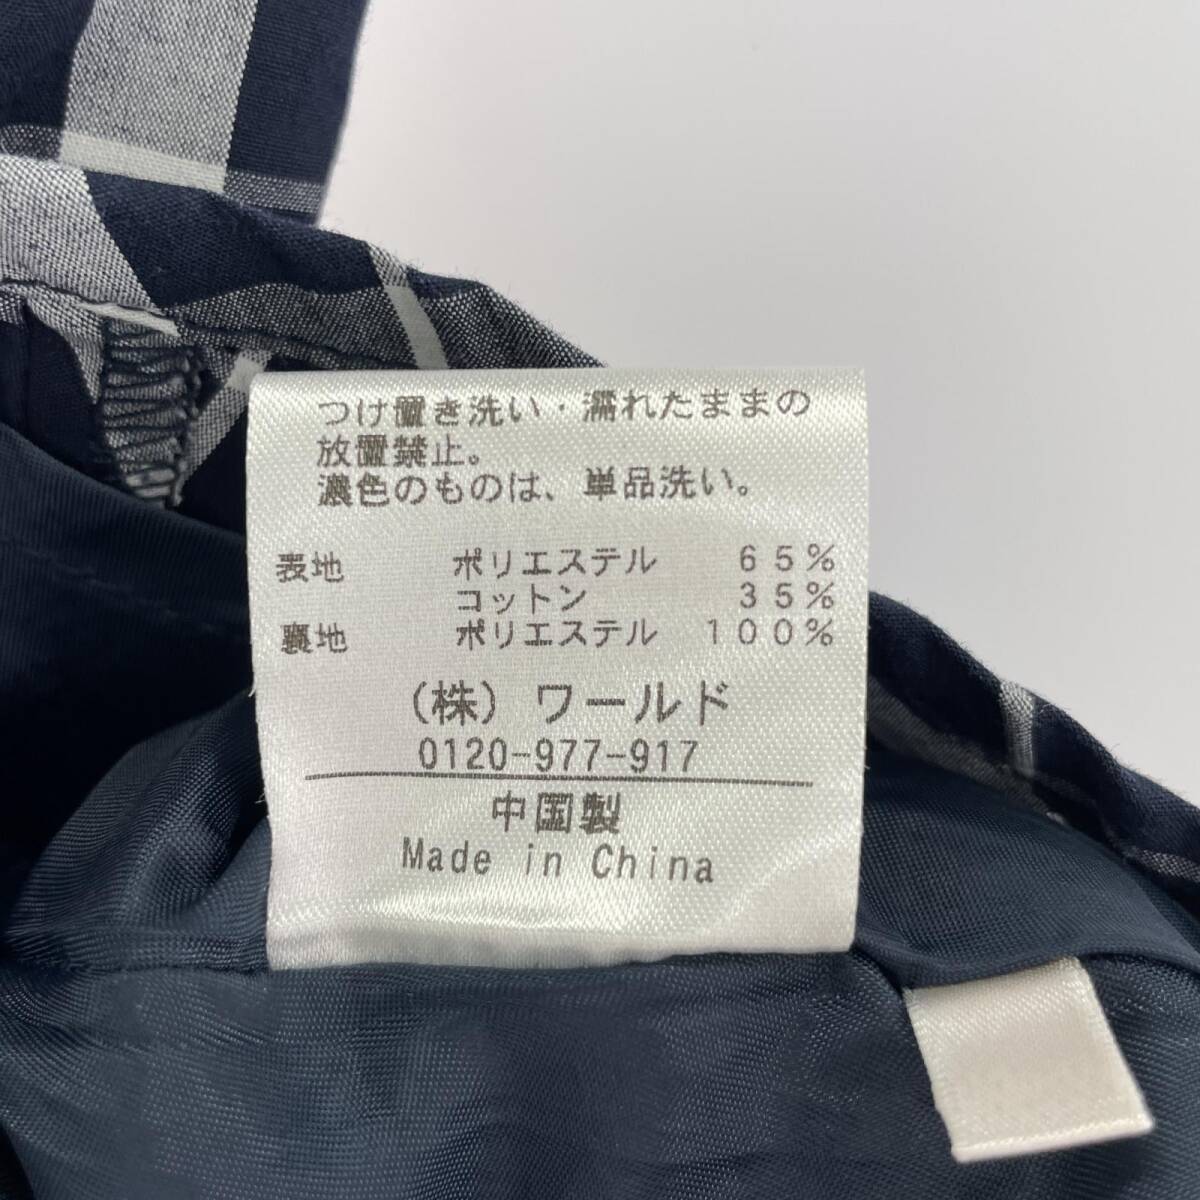 つけ置き洗い・濡れたままの
放置禁止。
濃色のものは、単品洗い。
表地 ポリエステル 65%
コットン 35%
裏地 ポリエステル 100%
(株) ワールド
0120-977-917
中国製
Made in China